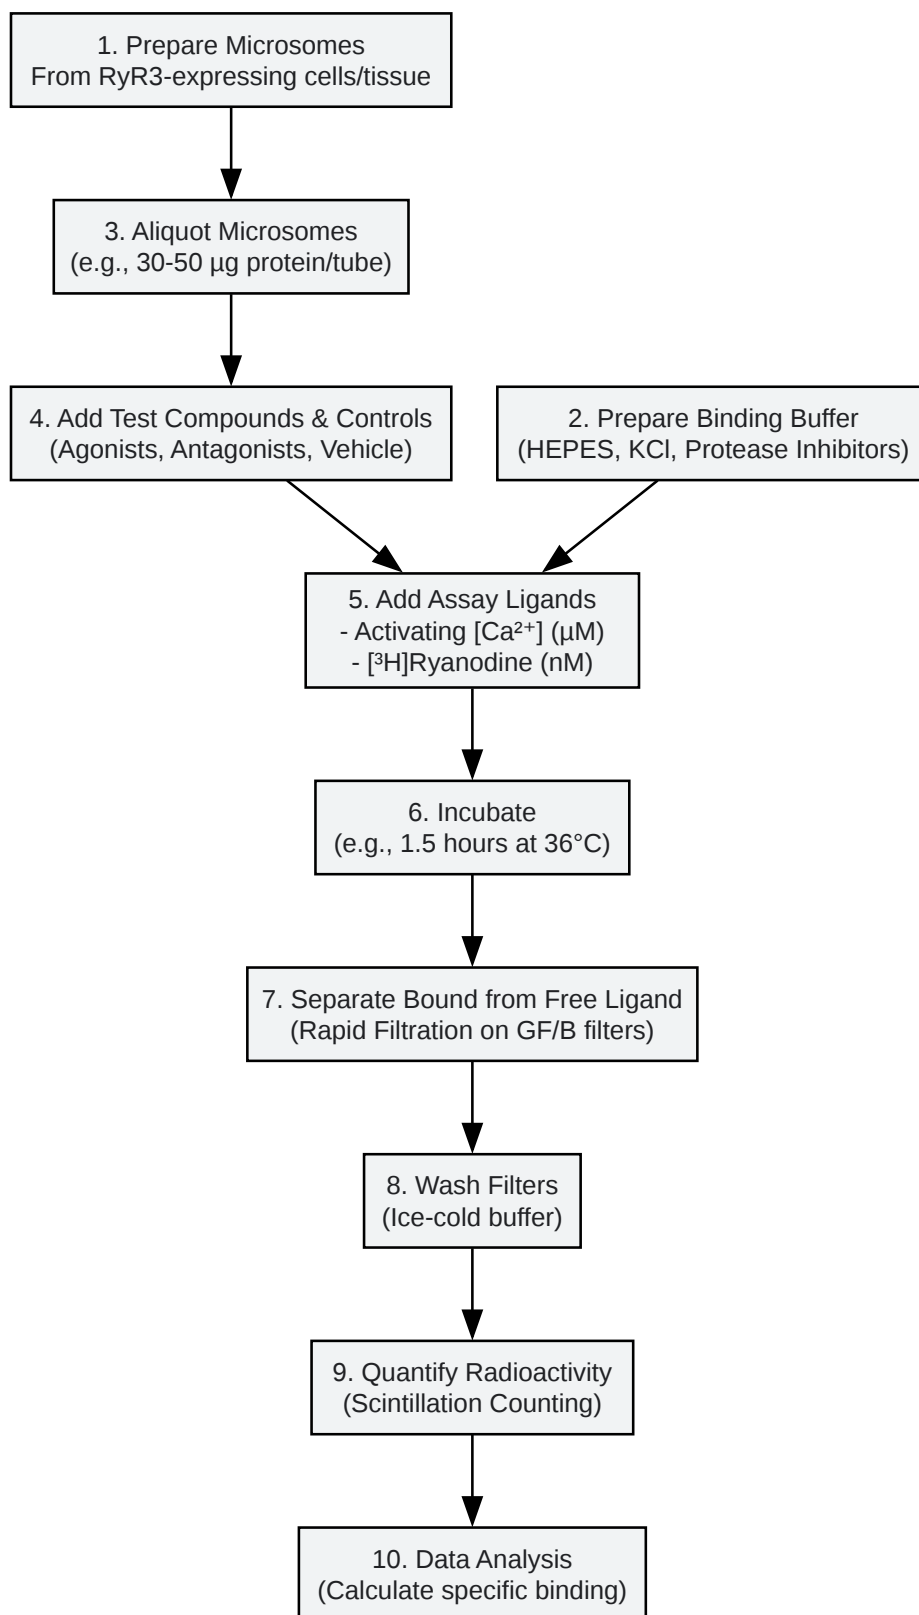 1. Prepare Microsomes
From RyR3-expressing cells/tissue
3. Aliquot Microsomes
(e.g., 30-50 µg protein/tube)
4. Add Test Compounds & Controls
(Agonists, Antagonists, Vehicle)
2. Prepare Binding Buffer
(HEPES, KCl, Protease Inhibitors)
5. Add Assay Ligands
- Activating [Ca²⁺] (µM)
- [³H]Ryanodine (nM)
6. Incubate
(e.g., 1.5 hours at 36°C)
7. Separate Bound from Free Ligand
(Rapid Filtration on GF/B filters)
8. Wash Filters
(Ice-cold buffer)
9. Quantify Radioactivity
(Scintillation Counting)
10. Data Analysis
(Calculate specific binding)